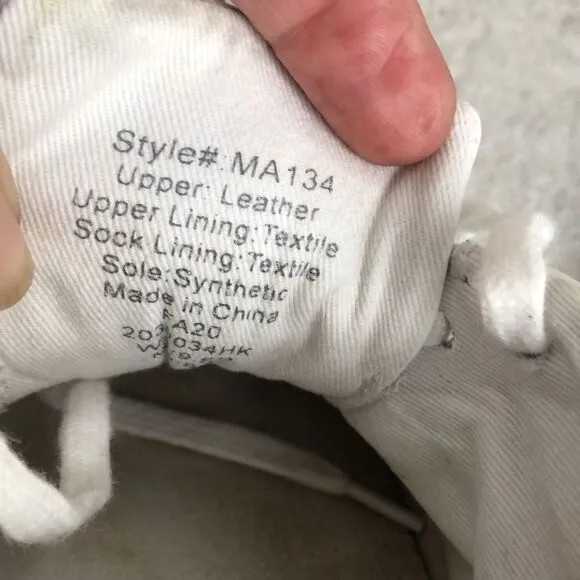 Style#: MA134
Upper: Leather
Upper Lining: Textile
Sock Lining: Textile
Sole: Synthetic
Made in China